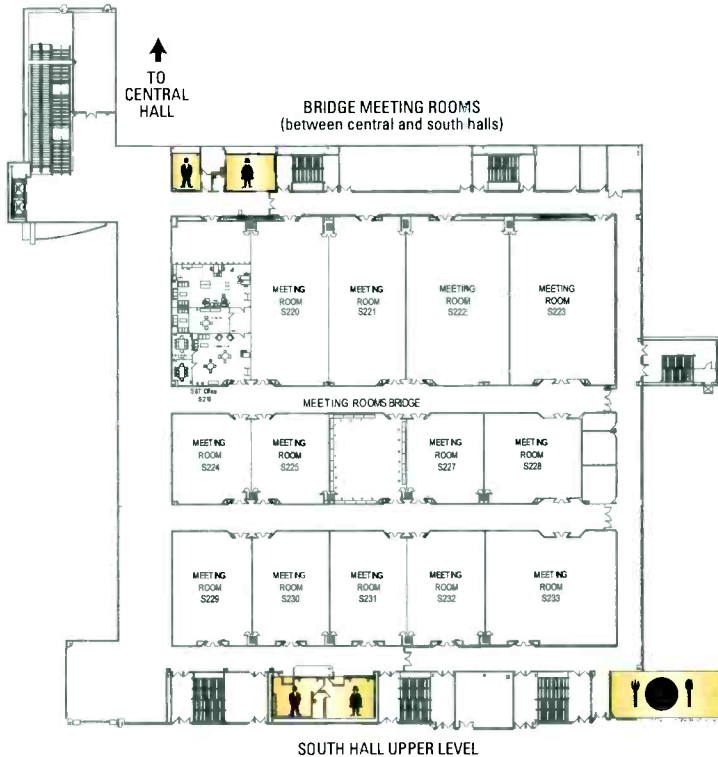 TO
CENTRAL
HALL
BRIDGE MEETING ROOMS
(between central and south halls)
MEETING
ROOM
S220
MEETING
ROOM
S221
MEETING
ROOM
S222
MEETING
ROOM
S223
Office
MEETING ROOMS BRIDGE
MEETING
ROOM
S224
MEETING
ROOM
S225
MEETING
ROOM
S227
MEETING
ROOM
S228
MEETING
ROOM
S229
MEETING
ROOM
S230
MEETING
ROOM
S231
MEETING
ROOM
S232
MEETING
ROOM
S233
SOUTH HALL UPPER LEVEL